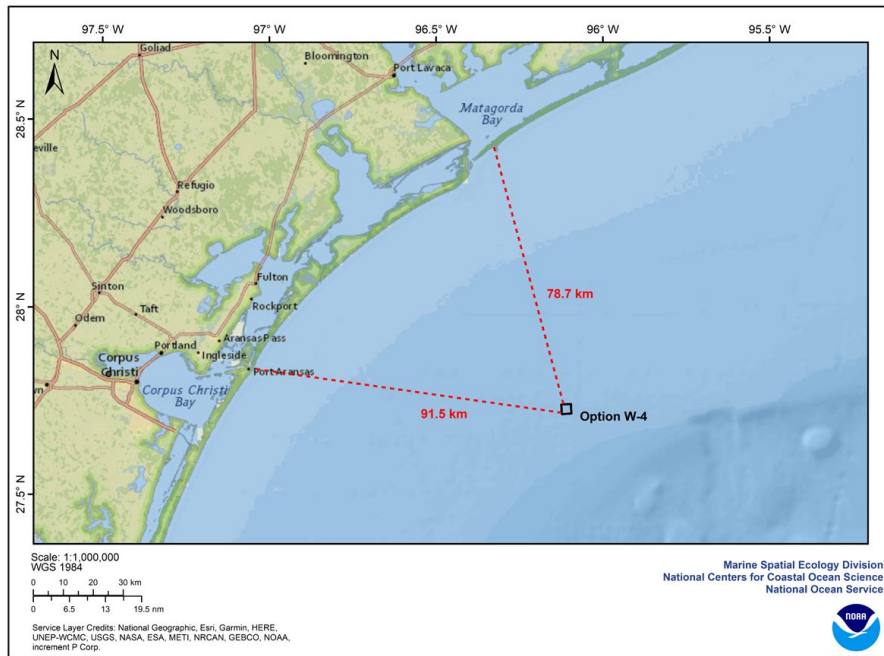 97.5° W
97° W
96.5° W
96° W
95.5° W
N
Goliad
Bloomington
Port Lavaca
28.5° N
Matagorda
Bay
eville
Refugio
Woodsboro
Fulton
Sinton
28° N
78.7 km
Rockport
Taft
Odem
Aransas Pass
Portland
Ingleside
Corpus
Christi
Port Aransas
wn
Corpus Christi
Bay
91.5 km
Option W-4
27.5° N
Scale: 1:1,000,000
WGS 1984
0 10 20 30 km
0 6.5 13 19.5 nm
Service Layer Credits: National Geographic, Esri, Garmin, HERE,
UNEP-WCMC, USGS, NASA, ESA, METI, NRCAN, GEBCO, NOAA,
increment P Corp.
Marine Spatial Ecology Division
National Centers for Coastal Ocean Science
National Ocean Service
NOAA